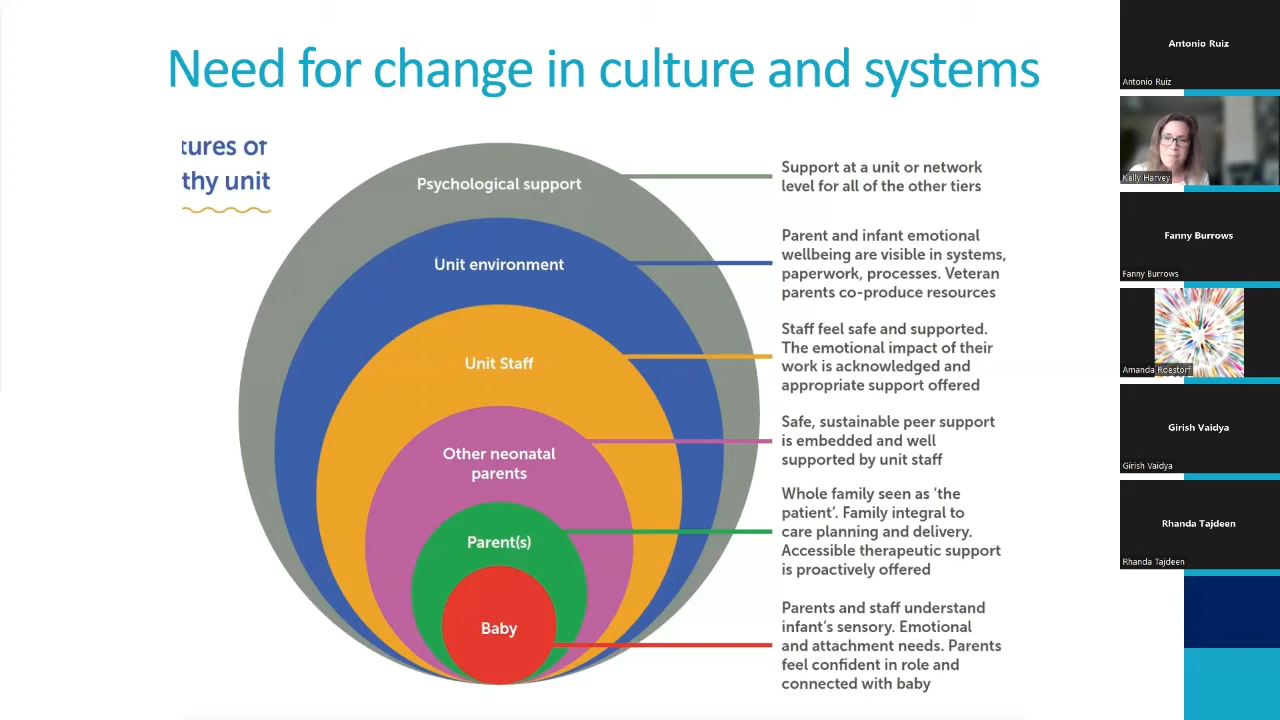 Need for change in culture and systems
tures of
thy unit
Psychological support
Support at a unit or network
level for all of the other tiers
Unit environment
Parent and infant emotional
wellbeing are visible in systems,
paperwork, processes. Veteran
parents co-produce resources
Unit Staff
Staff feel safe and supported.
The emotional impact of their
work is acknowledged and
appropriate support offered
Other neonatal
parents
Safe, sustainable peer support
is embedded and well
supported by unit staff
Parent(s)
Whole family seen as ‘the
patient’. Family integral to
care planning and delivery.
Accessible therapeutic support
is proactively offered
Baby
Parents and staff understand
infant’s sensory. Emotional
and attachment needs. Parents
feel confident in role and
connected with baby
Antonio Ruiz
Antonio Ruiz
Kelly Harvey
Fanny Burrows
Fanny Burrows
Amanda Roestorf
Girish Vaidya
Girish Vaidya
Rhanda Tajdeen
Rhanda Tajdeen